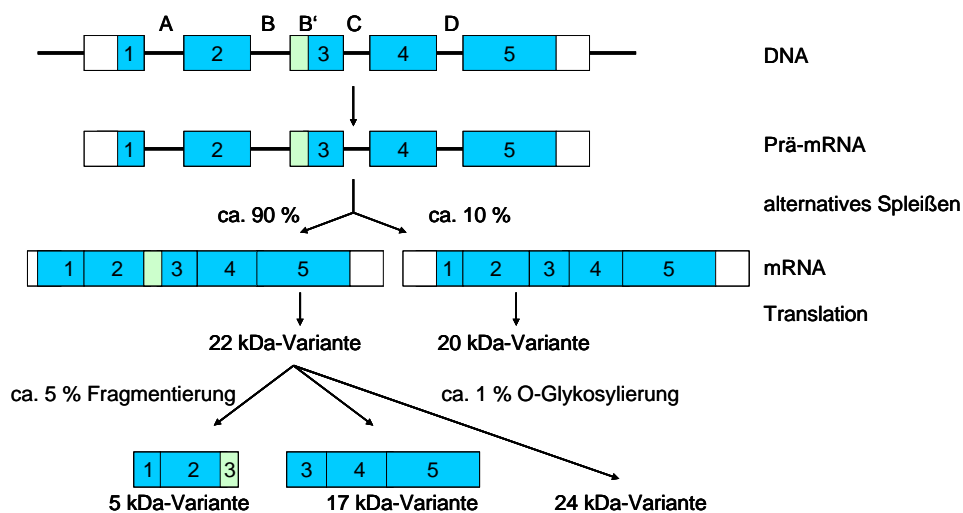 A B B‘ C D
1 2 3 4 5 DNA
1 2 3 4 5 Prä-mRNA
alternatives Spleißen
ca. 90 % ca. 10 %
1 2 3 4 5 1 2 3 4 5 mRNA
Translation
22 kDa-Variante 20 kDa-Variante
ca. 5 % Fragmentierung ca. 1 % O-Glykosylierung
1 2 3 3 4 5
5 kDa-Variante 17 kDa-Variante 24 kDa-Variante